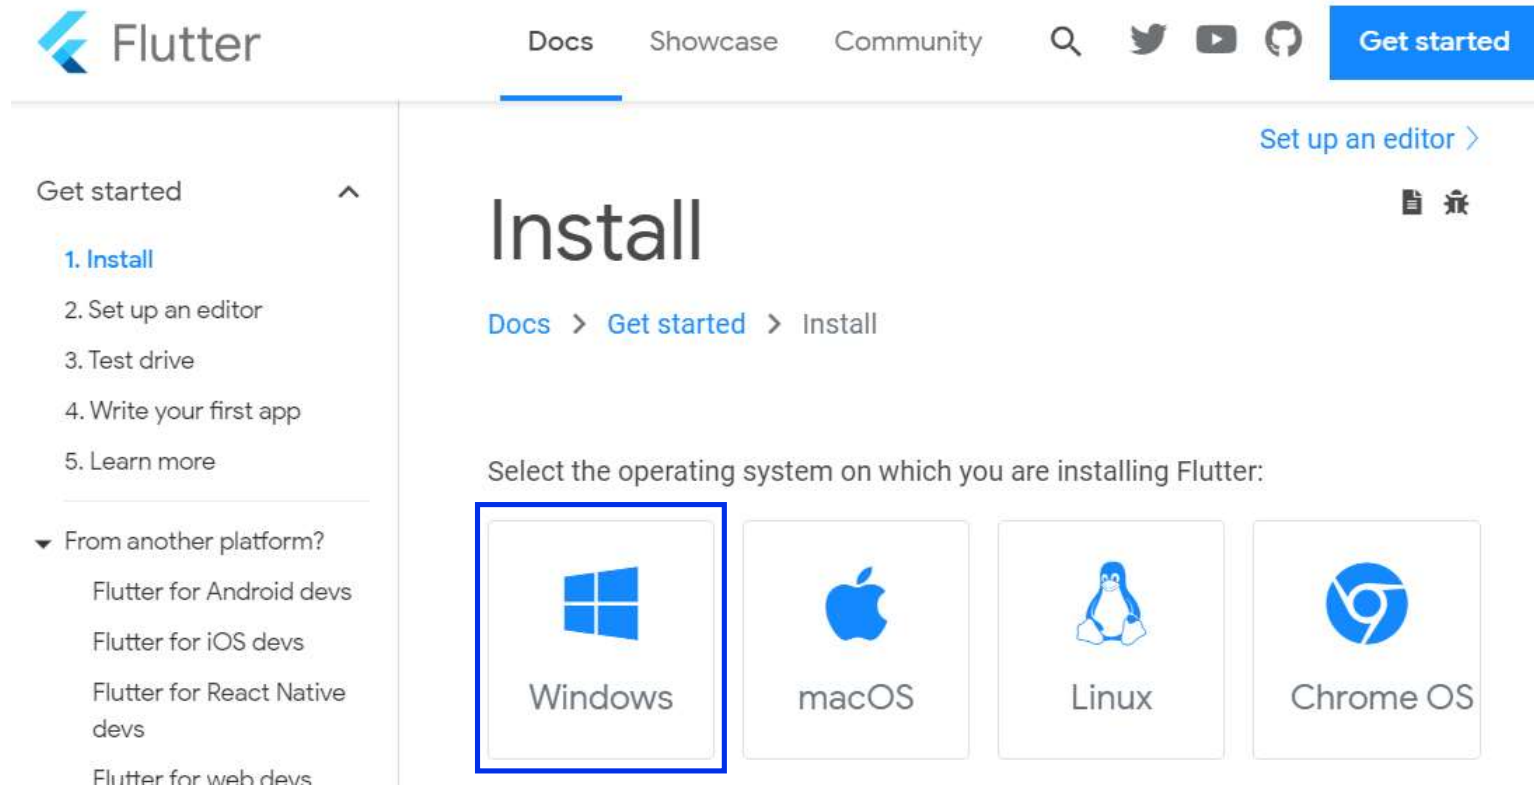 Flutter
Docs
Showcase
Community
Get started
Set up an editor
Get started
1. Install
2. Set up an editor
3. Test drive
4. Write your first app
5. Learn more
From another platform?
Flutter for Android devs
Flutter for iOS devs
Flutter for React Native
devs
Flutter for web devs
Install
Docs > Get started > Install
Select the operating system on which you are installing Flutter:
Windows
macOS
Linux
Chrome OS